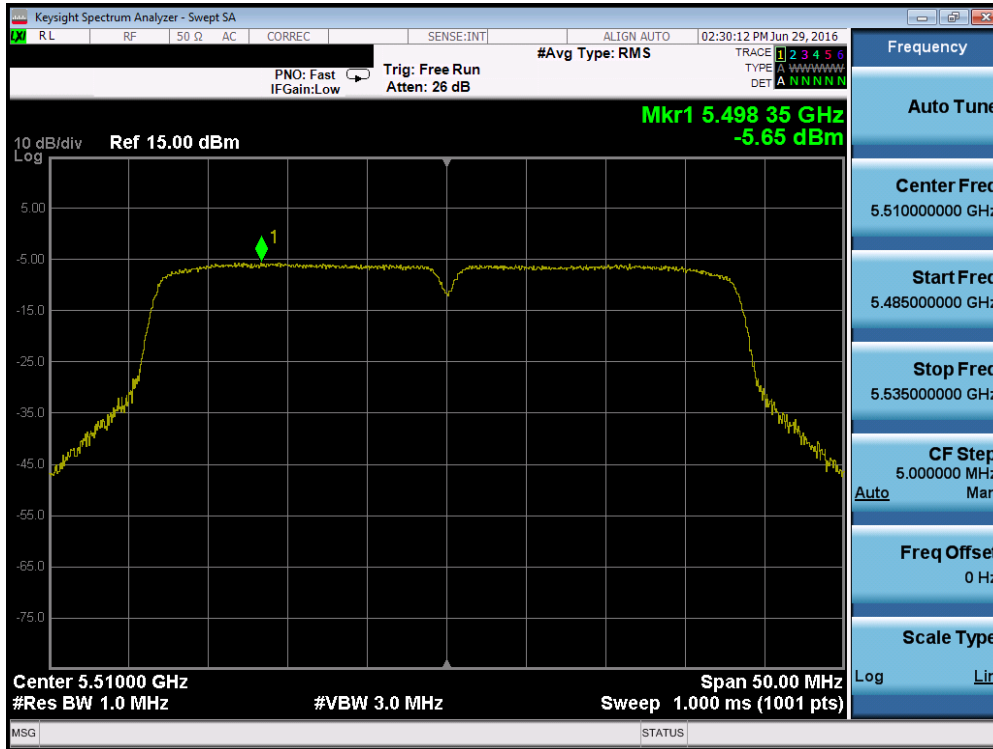 Keysight Spectrum Analyzer - Swept SA
LXI RL RF 50 Ω AC CORREC SENSE:INT ALIGN AUTO 02:30:12 PM Jun 29, 2016
#Avg Type: RMS TRACE 1 2 3 4 5 6
PNO: Fast Trig: Free Run TYPE A WWWWW
IFGain:Low Atten: 26 dB DET A N N N N N
Mkr1 5.498 35 GHz
-5.65 dBm
10 dB/div Ref 15.00 dBm
Log
1
5.00
-5.00
-15.0
-25.0
-35.0
-45.0
-55.0
-65.0
-75.0
Center 5.51000 GHz Span 50.00 MHz
#Res BW 1.0 MHz #VBW 3.0 MHz Sweep 1.000 ms (1001 pts)
MSG STATUS
Frequency
Auto Tune
Center Freq
5.510000000 GHz
Start Freq
5.485000000 GHz
Stop Freq
5.535000000 GHz
CF Step
5.000000 MHz
Auto Man
Freq Offset
0 Hz
Scale Type
Log Lin